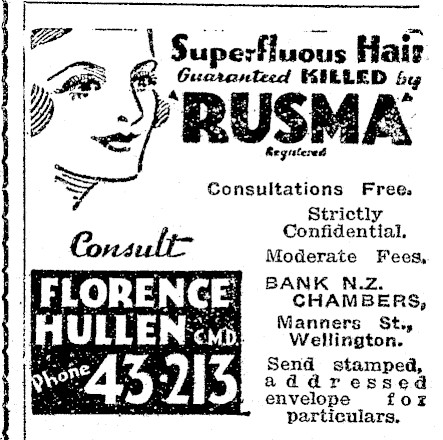 Superfluous Hair
Guaranteed KILLED by
"RUSMA"
Registered
Consultations Free.
Strictly
Confidential.
Moderate Fees.
Consult
FLORENCE
HULLEN CMD
Phone 43-213
BANK N.Z.
CHAMBERS,
Manners St.,
Wellington.
Send stamped,
addressed
envelope for
particulars.